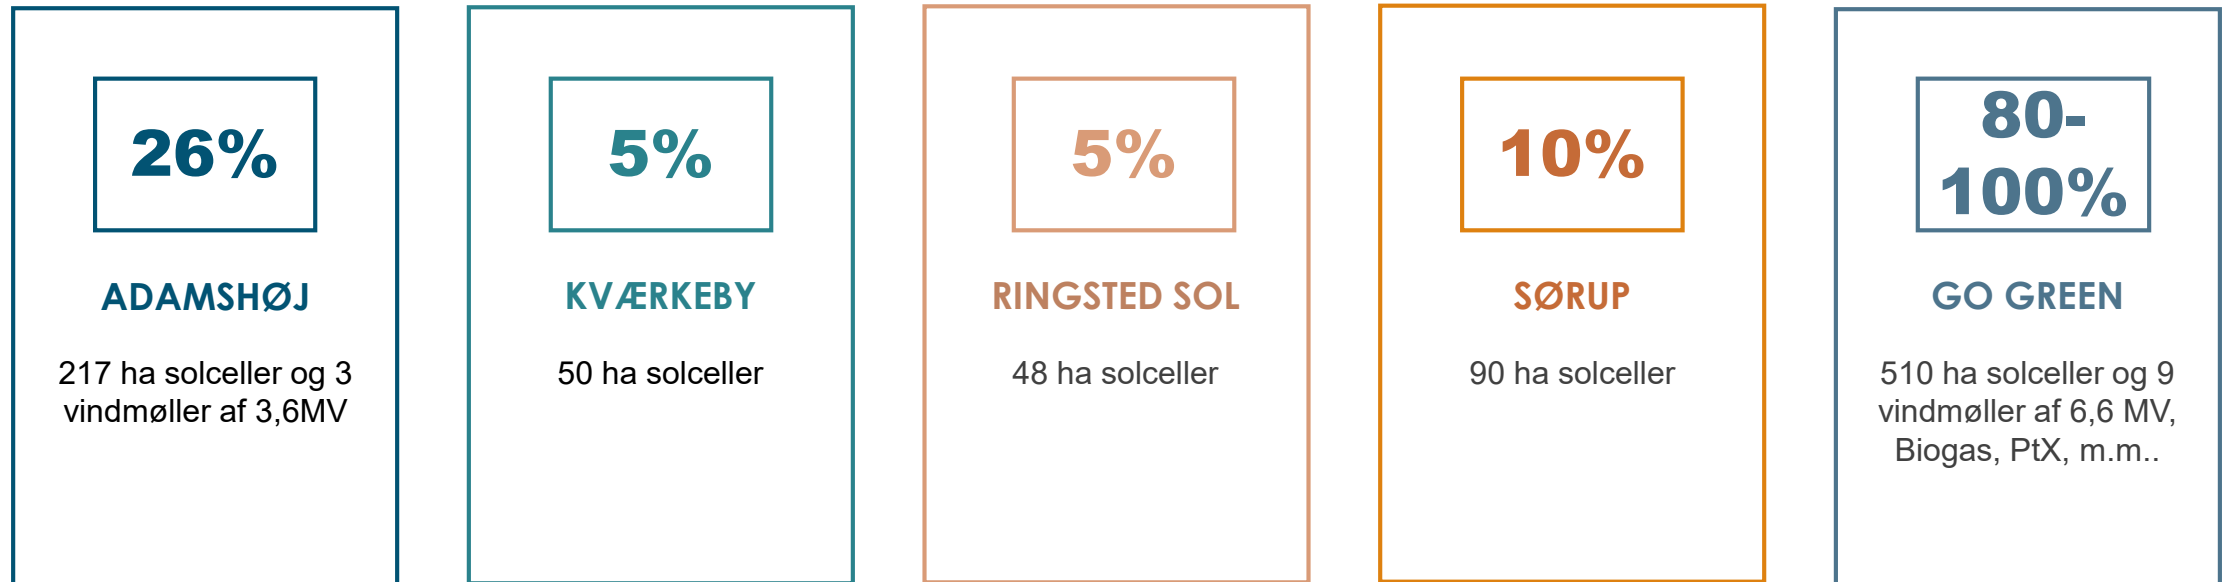 26%
ADAMSHØJ
217 ha solceller og 3
vindmøller af 3,6MV
5%
KVÆRKEBY
50 ha solceller
5%
RINGSTED SOL
48 ha solceller
10%
SØRUP
90 ha solceller
80-
100%
GO GREEN
510 ha solceller og 9
vindmøller af 6,6 MV,
Biogas, PtX, m.m..